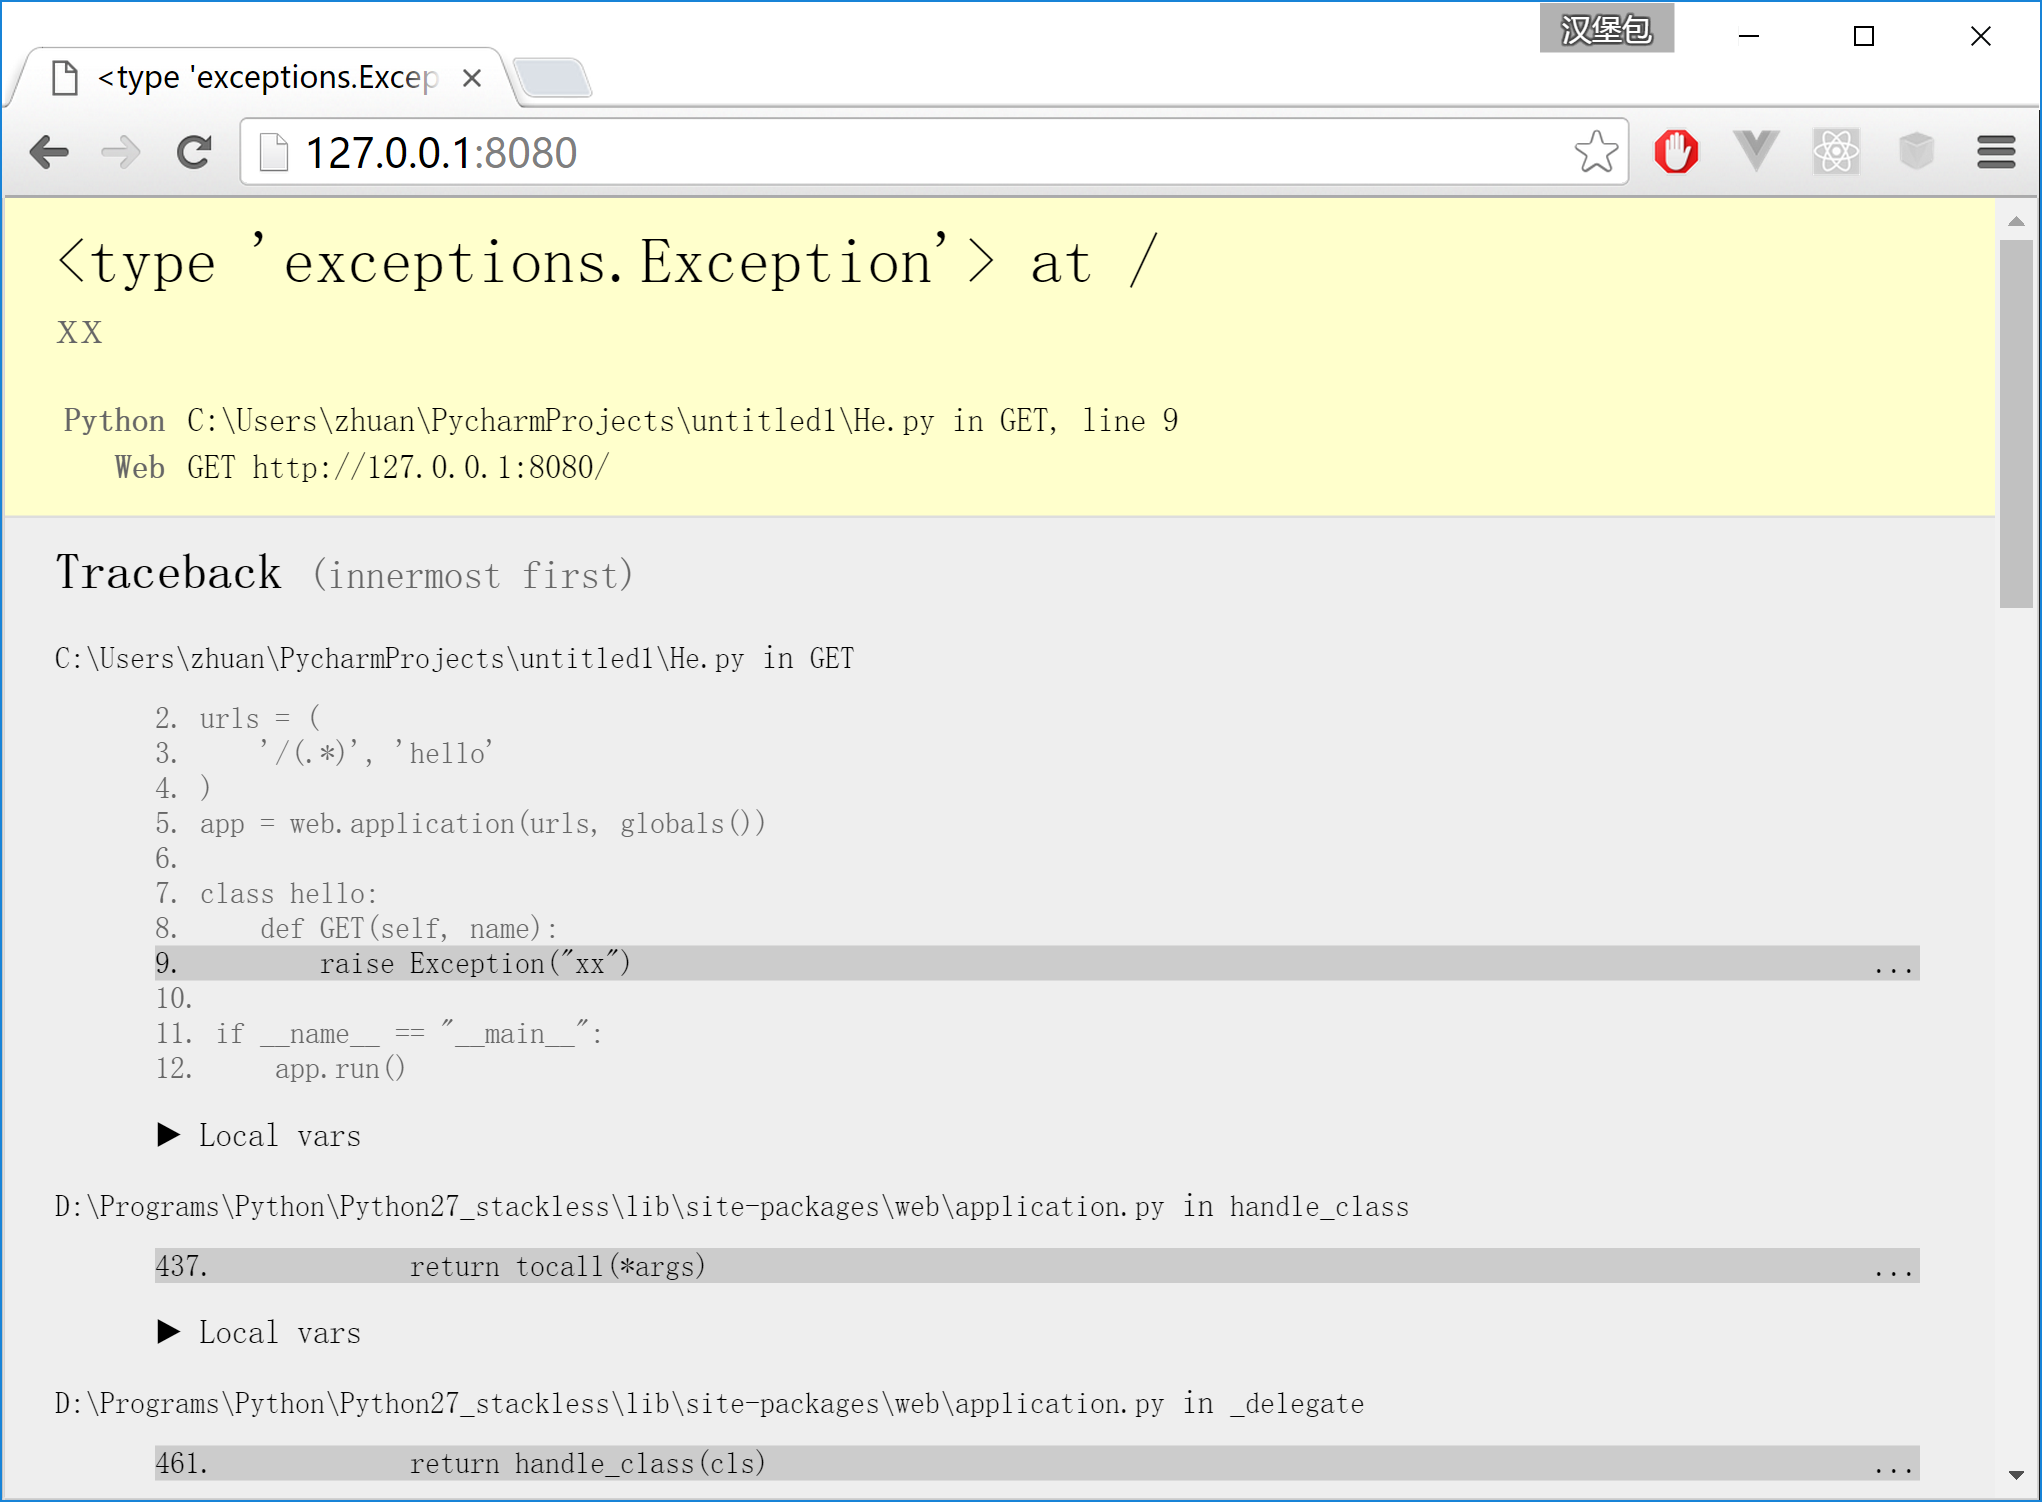 汉堡包
<type 'exceptions.Excep
127.0.0.1:8080
<type 'exceptions.Exception'> at /
xx
Python C:\Users\zhuan\PycharmProjects\untitled1\He.py in GET, line 9
Web GET http://127.0.0.1:8080/
Traceback (innermost first)
C:\Users\zhuan\PycharmProjects\untitled1\He.py in GET
2. urls = (
3.     '/(.*)', 'hello'
4. )
5. app = web.application(urls, globals())
6.
7. class hello:
8.     def GET(self, name):
9.         raise Exception("xx") ...
10.
11. if __name__ == "__main__":
12.     app.run()
▶ Local vars
D:\Programs\Python\Python27_stackless\lib\site-packages\web\application.py in handle_class
437.             return tocall(*args) ...
▶ Local vars
D:\Programs\Python\Python27_stackless\lib\site-packages\web\application.py in _delegate
461.             return handle_class(cls) ...